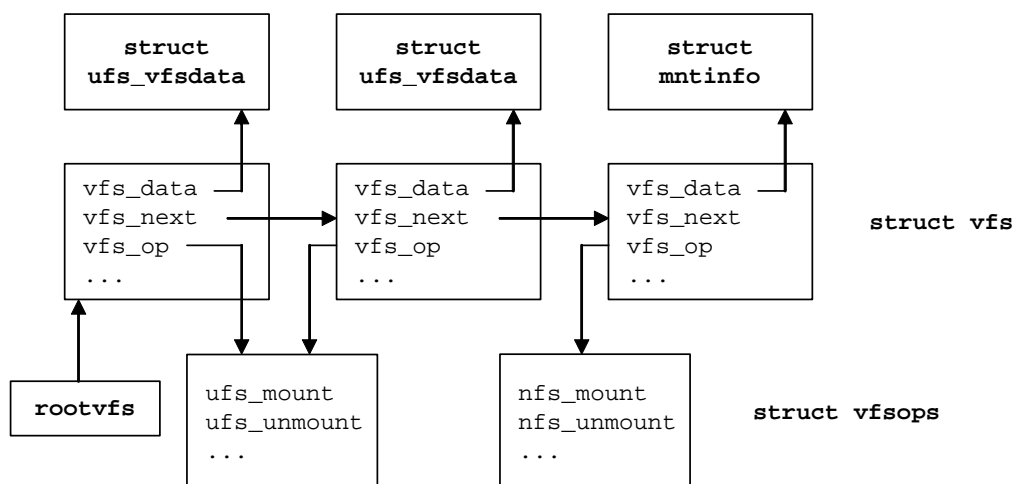 struct
ufs_vfsdata
struct
ufs_vfsdata
struct
mntinfo
vfs_data
vfs_next
vfs_op
...
vfs_data
vfs_next
vfs_op
...
vfs_data
vfs_next
vfs_op
...
struct vfs
rootvfs
ufs_mount
ufs_unmount
...
nfs_mount
nfs_unmount
...
struct vfsops